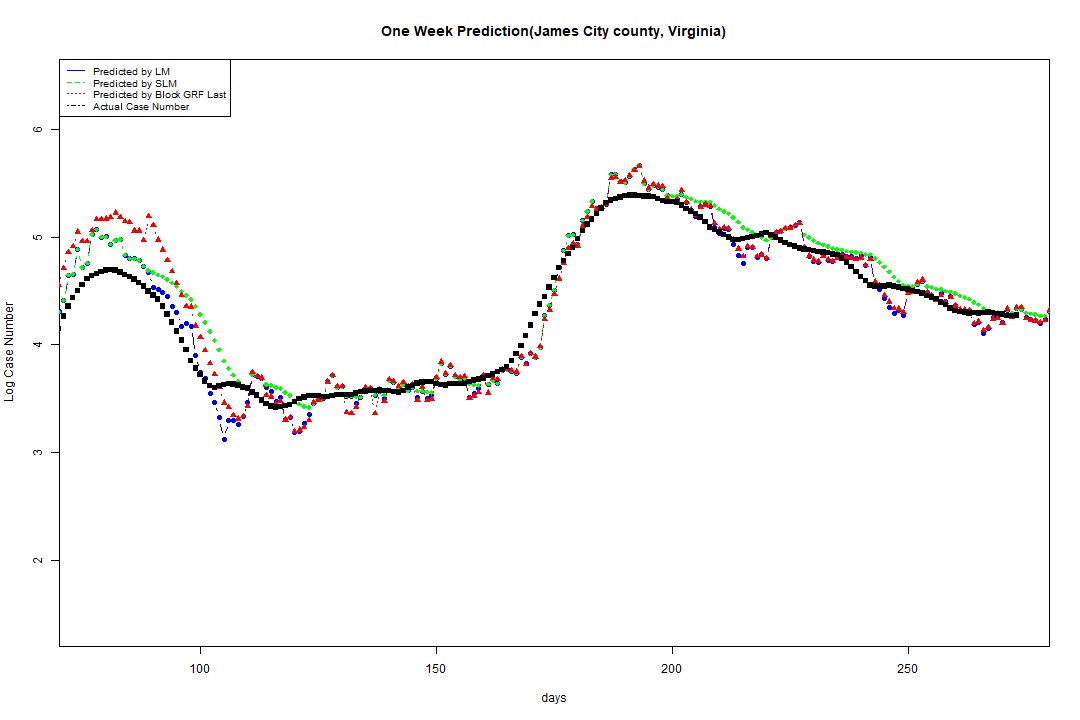 One Week Prediction(James City county, Virginia)
Predicted by LM
Predicted by SLM
Predicted by Block GRF Last
Actual Case Number
6
5
4
3
2
Log Case Number
100
150
200
250
days